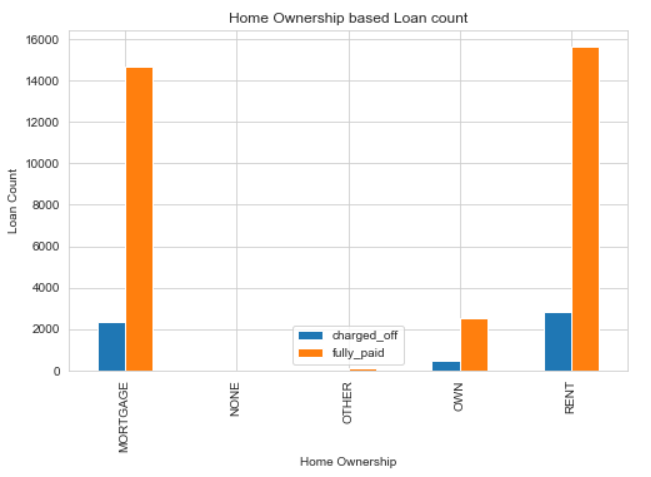 Home Ownership based Loan count
Loan Count
16000
14000
12000
10000
8000
6000
4000
2000
0
charged_off
fully_paid
MORTGAGE
NONE
OTHER
OWN
RENT
Home Ownership